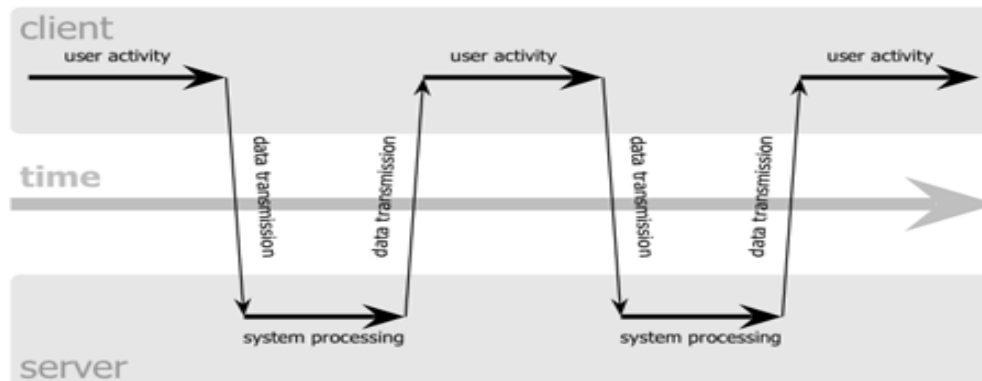 client
user activity
user activity
user activity
data transmission
data transmission
data transmission
data transmission
time
system processing
system processing
server